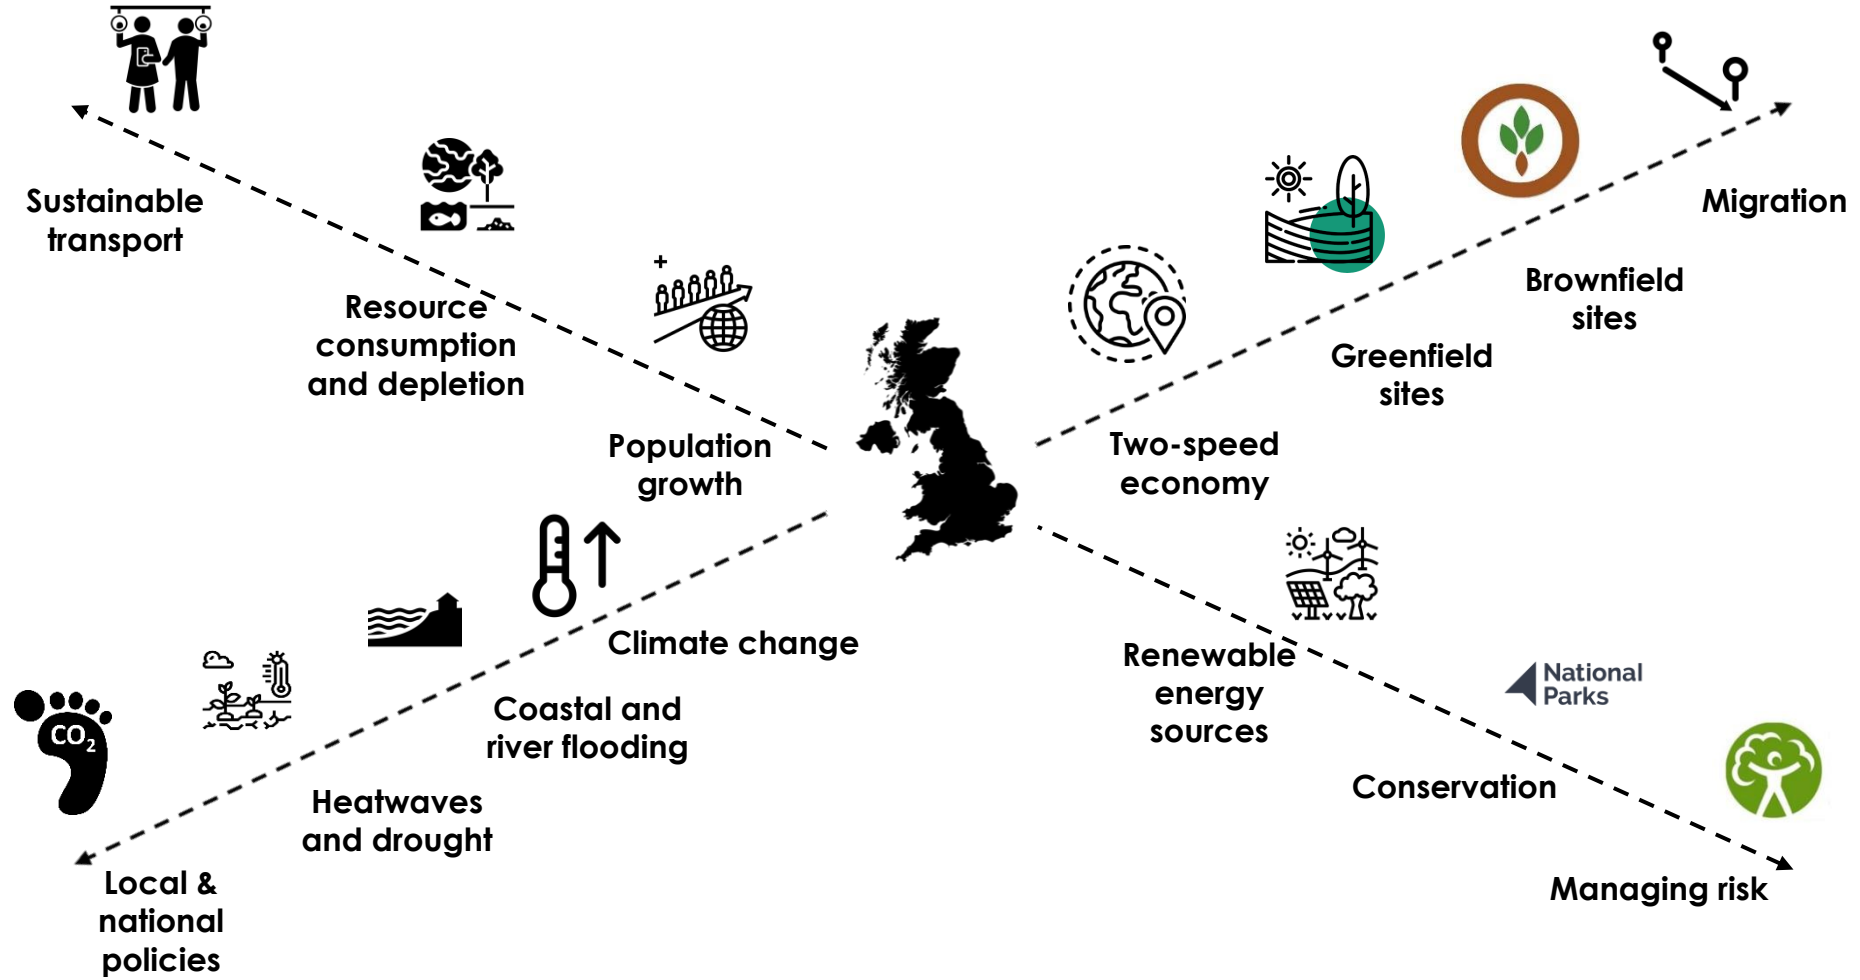 Sustainable
transport
Resource
consumption
and depletion
Population
growth
Two-speed
economy
Greenfield
sites
Brownfield
sites
Migration
Climate change
Coastal and
river flooding
Heatwaves
and drought
CO₂
Local &
national
policies
Renewable
energy
sources
National
Parks
Conservation
Managing risk